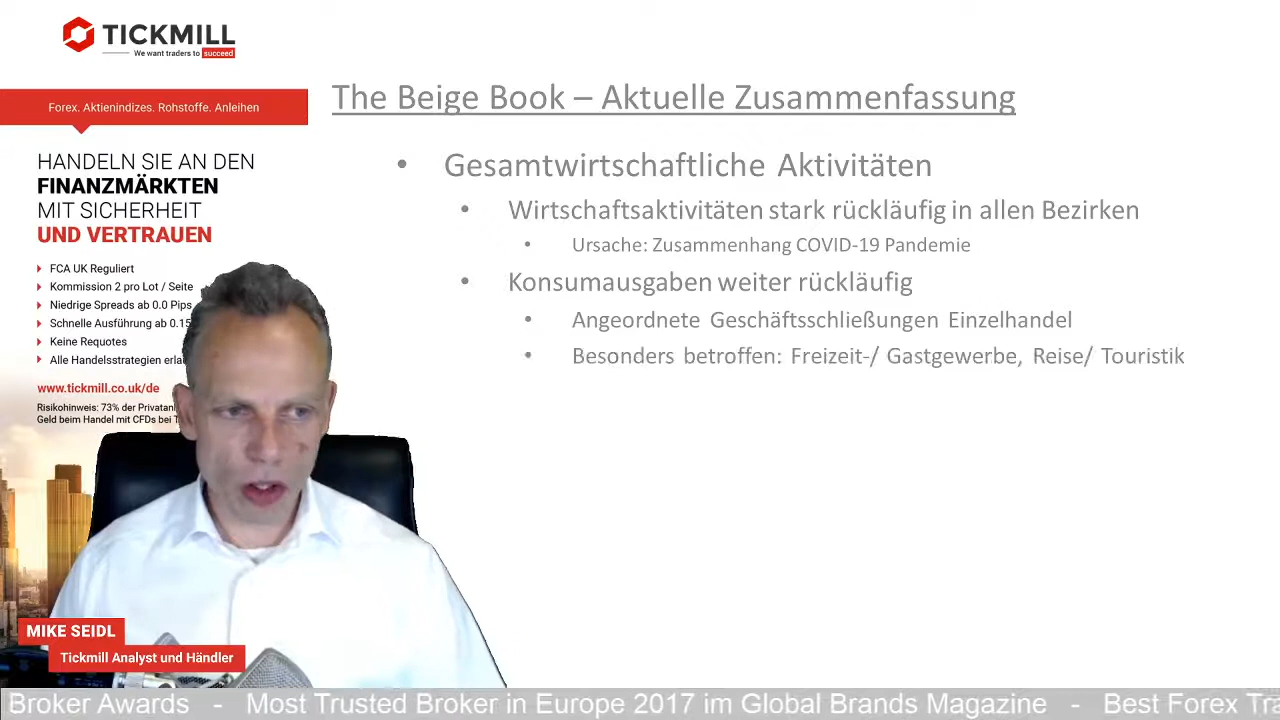 TICKMILL
We want traders to succeed
Forex. Aktienindizes. Rohstoffe. Anleihen
HANDELN SIE AN DEN
FINANZMÄRKTEN
MIT SICHERHEIT
UND VERTRAUEN
FCA UK Reguliert
Kommission 2 pro Lot / Seite
Niedrige Spreads ab 0.0 Pips
Schnelle Ausführung ab 0.15
Keine Requotes
Alle Handelsstrategien
www.tickmill.co.uk/de
Risikohinweis: 73% der
Geld beim Handel mit CFDs bei
The Beige Book – Aktuelle Zusammenfassung
• Gesamtwirtschaftliche Aktivitäten
• Wirtschaftsaktivitäten stark rückläufig in allen Bezirken
• Ursache: Zusammenhang COVID-19 Pandemie
• Konsumausgaben weiter rückläufig
• Angeordnete Geschäftsschließungen Einzelhandel
• Besonders betroffen: Freizeit-/ Gastgewerbe, Reise/ Touristik
MIKE SEIDL
Tickmill Analyst und Händler
Broker Awards - Most Trusted Broker in Europe 2017 im Global Brands Magazine - Best Forex